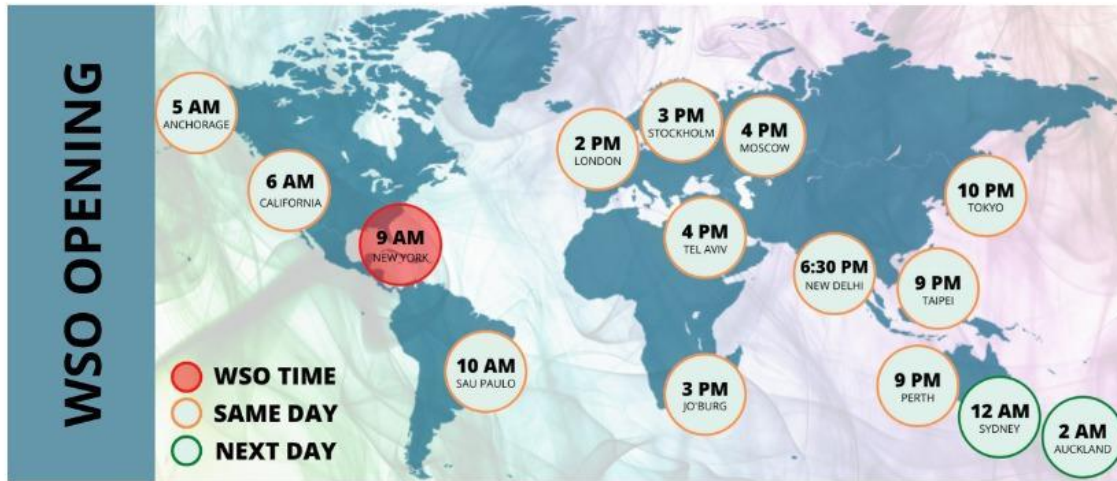 WSO OPENING
5 AM
ANCHORAGE
6 AM
CALIFORNIA
9 AM
NEW YORK
10 AM
SAU PAULO
2 PM
LONDON
3 PM
STOCKHOLM
4 PM
MOSCOW
4 PM
TEL AVIV
3 PM
JO'BURG
6:30 PM
NEW DELHI
10 PM
TOKYO
9 PM
TAIPEI
9 PM
PERTH
12 AM
SYDNEY
2 AM
AUCKLAND
WSO TIME
SAME DAY
NEXT DAY